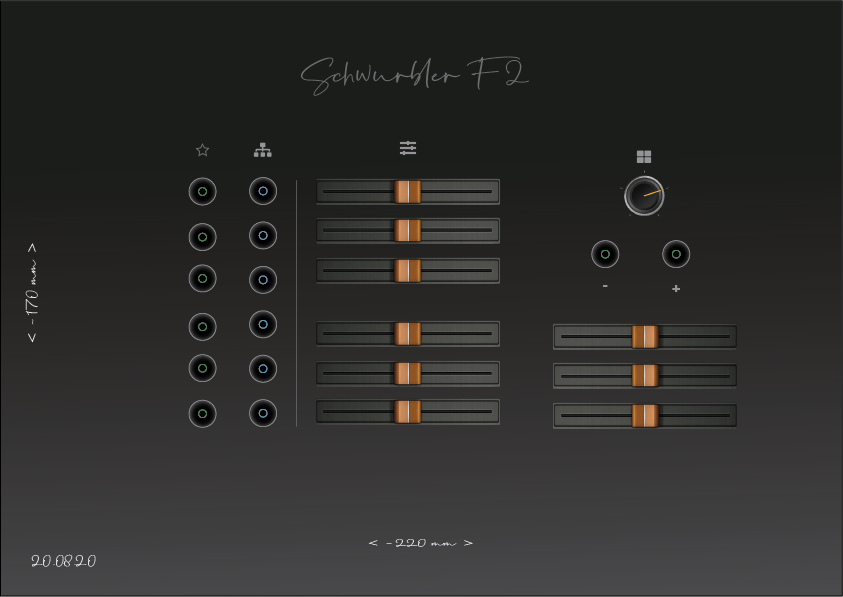 Schwurbler F2
< ~170 mm >
- +
< ~220 mm >
20.08.20